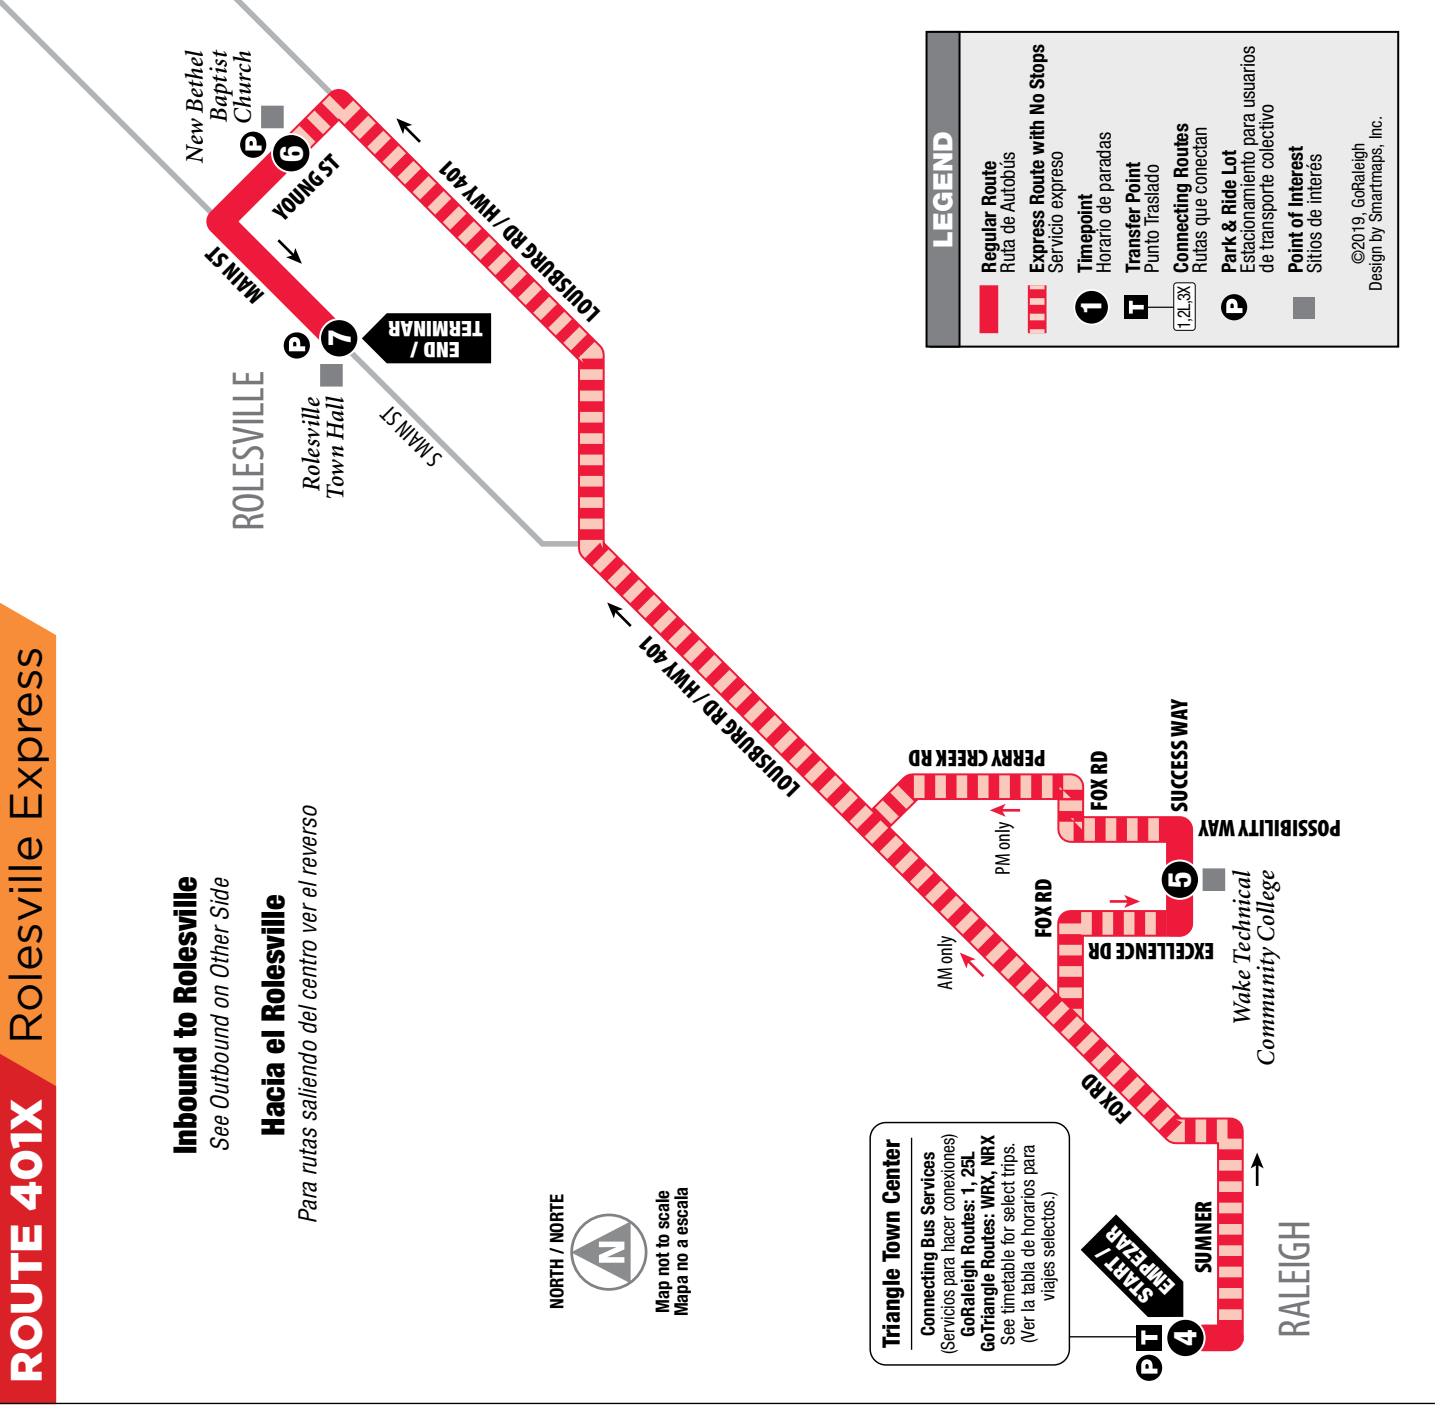 ROUTE 401X Rolesville Express
Inbound to Rolesville
See Outbound on Other Side
Hacia el Rolesville
Para rutas saliendo del centro ver el reverso
NORTH / NORTE
N
Map not to scale
Mapa no a escala
Triangle Town Center
Connecting Bus Services
(Servicios para hacer conexiones)
GoRaleigh Routes: 1, 25L
GoTriangle Routes: WRX, NRX
See timetable for select trips.
(Ver la tabla de horarios para
viajes selectos.)
P T
4
START /
EMPEZAR
SUMNER
RALEIGH
FOX RD
AM only
FOX RD
EXCELLENCE DR
5
Wake Technical
Community College
POSSIBILITY WAY
SUCCESS WAY
FOX RD
PM only
PERRY CREEK RD
LOUISBURG RD / HWY 401
LOUISBURG RD / HWY 401
S MAIN ST
ROLESVILLE
Rolesville
Town Hall
P
7
END /
TERMINAR
MAIN ST
YOUNG ST
6
P
New Bethel
Baptist
Church
LEGEND
Regular Route
Ruta de Autobús
Express Route with No Stops
Servicio expreso
1
Timepoint
Horario de paradas
T
Transfer Point
Punto Traslado
1,2L,3X
Connecting Routes
Rutas que conectan
P
Park & Ride Lot
Estacionamiento para usuarios
de transporte colectivo
Point of Interest
Sitios de interés
©2019, GoRaleigh
Design by Smartmaps, Inc.